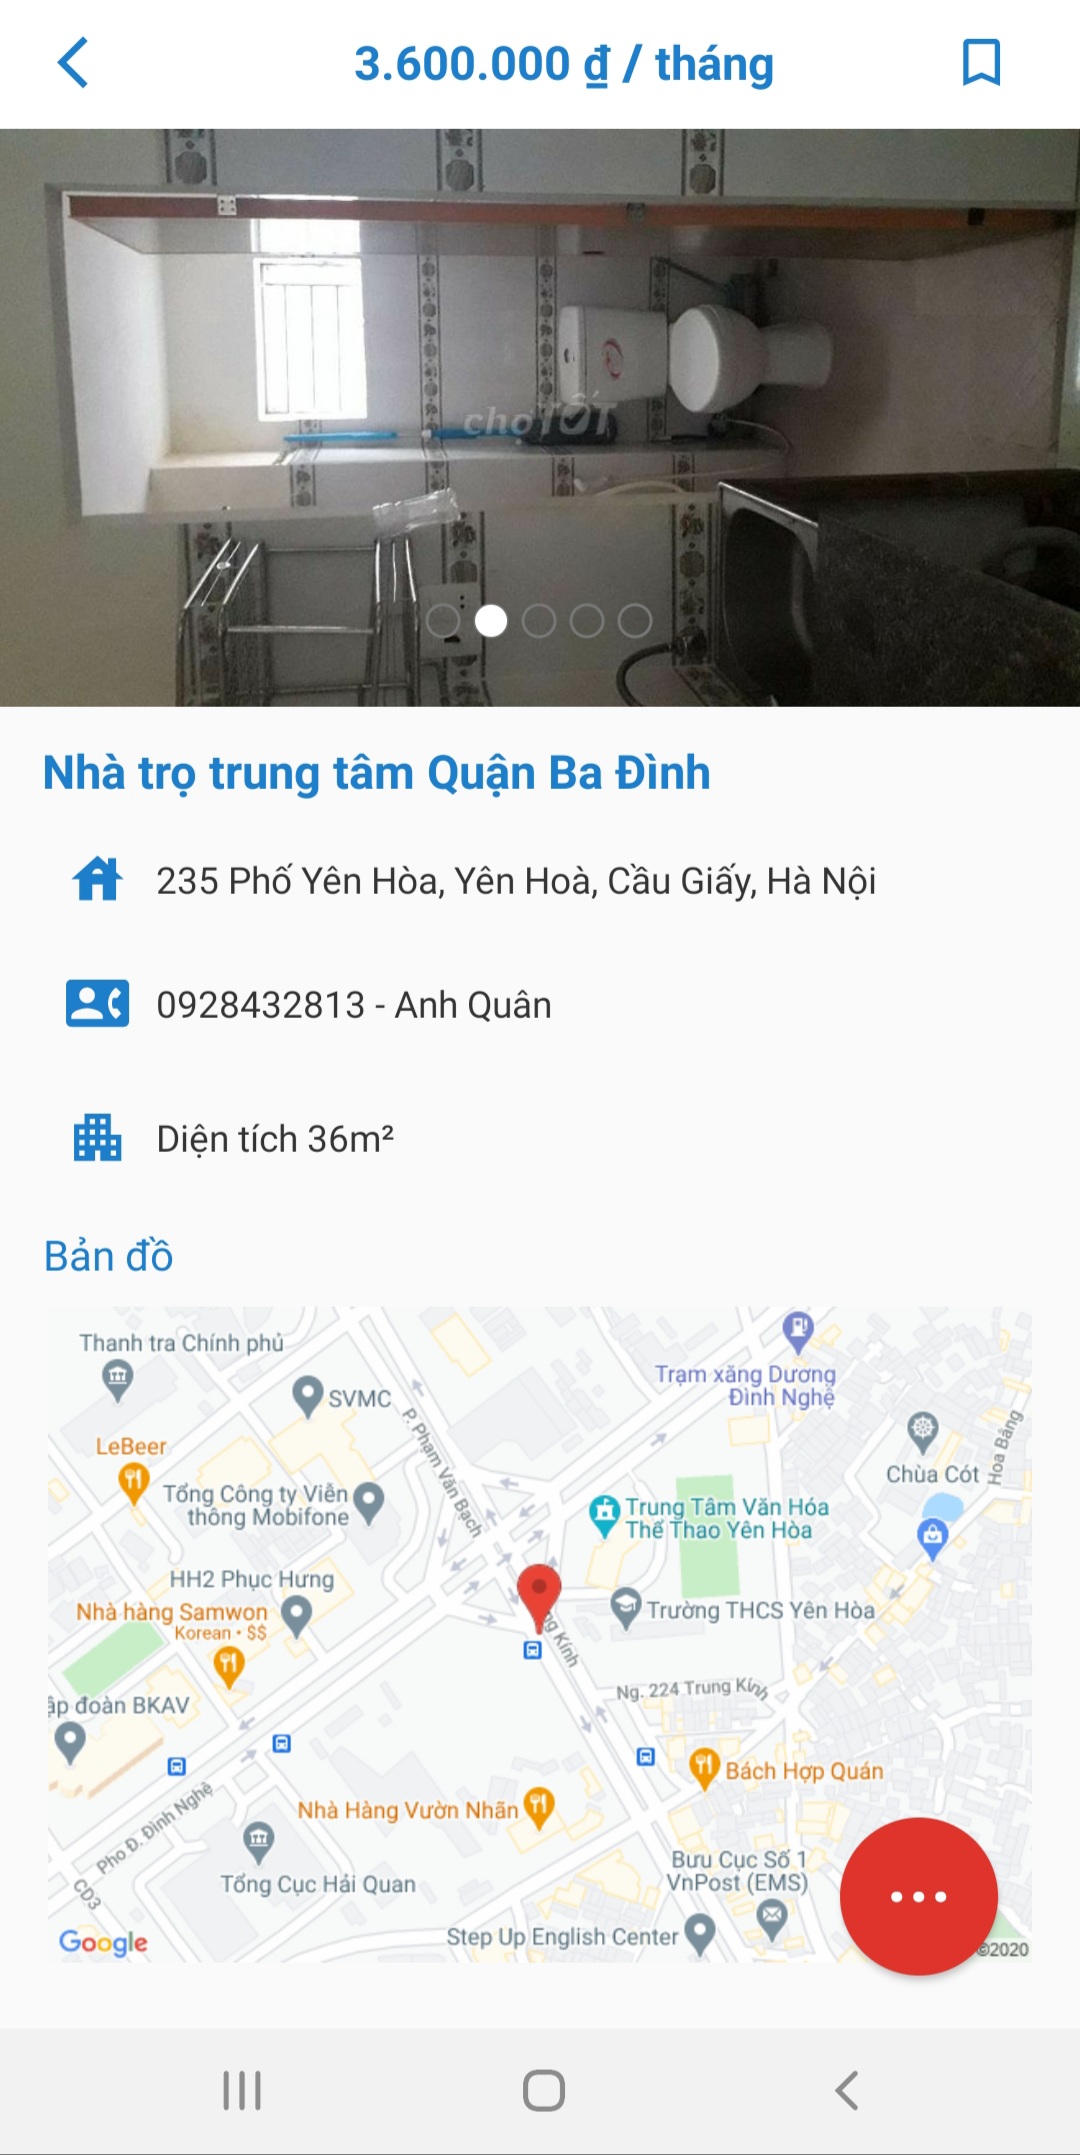 3.600.000 ₫ / tháng
chợTỐT
Nhà trọ trung tâm Quận Ba Đình
235 Phố Yên Hòa, Yên Hoà, Cầu Giấy, Hà Nội
0928432813 - Anh Quân
Diện tích 36m²
Bản đồ
Thanh tra Chính phủ
SVMC
P. Phạm Văn Bạch
Trạm xăng Dương
Đình Nghệ
LeBeer
Hoa Bằng
Chùa Cót
Tổng Công ty Viễn
thông Mobifone
Trung Tâm Văn Hóa
Thể Thao Yên Hòa
HH2 Phục Hưng
Nhà hàng Samwon
Korean • $$
Trường THCS Yên Hòa
ng Kính
Ng. 224 Trung Kính
ập đoàn BKAV
Bách Hợp Quán
Nhà Hàng Vườn Nhãn
Pho Đ. Đình Nghệ
CD3
Tổng Cục Hải Quan
Bưu Cục Số 1
VnPost (EMS)
Step Up English Center
Google
©2020